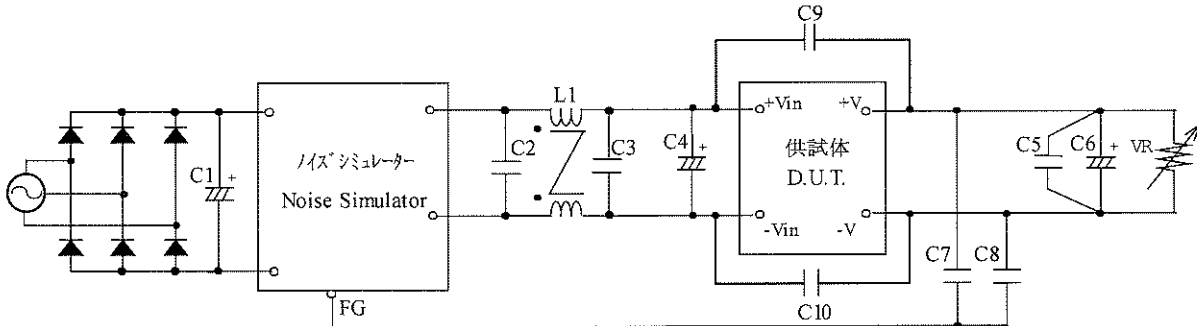 C9
L1
+Vin
+V
C1
+
ﾉｲｽﾞｼﾐｭﾚｰﾀｰ
Noise Simulator
C2
C3
C4
+
供試体
D.U.T.
C5
C6
+
VR
-Vin
-V
C7
C8
FG
C10